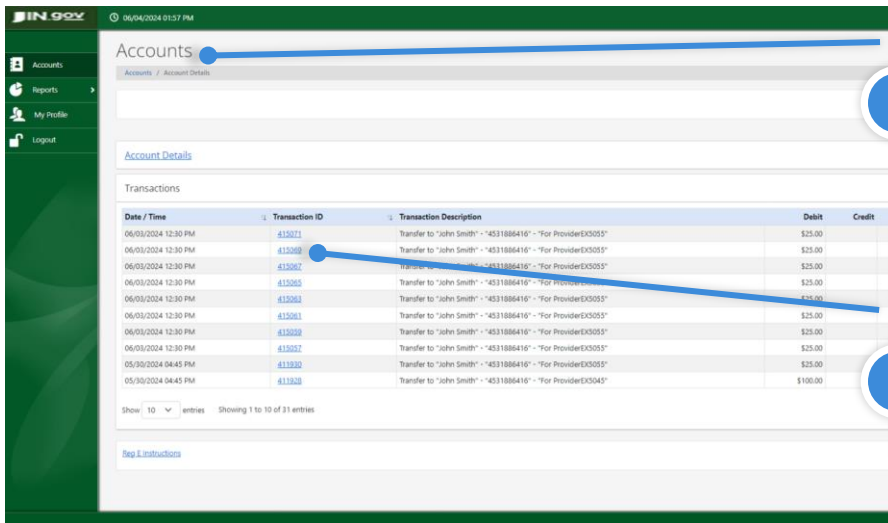 IN.gov
06/04/2024 01:57 PM
Accounts
Reports
My Profile
Logout
Accounts
Accounts / Account Details
Account Details
Transactions
Date / Time Transaction ID Transaction Description Debit Credit
06/03/2024 12:30 PM 415071 Transfer to "John Smith" - "4531886416" - "For ProviderEX5055" $25.00
06/03/2024 12:30 PM 415069 Transfer to "John Smith" - "4531886416" - "For ProviderEX5055" $25.00
06/03/2024 12:30 PM 415067 Transfer to "John Smith" - "4531886416" - "For ProviderEX5055" $25.00
06/03/2024 12:30 PM 415065 Transfer to "John Smith" - "4531886416" - "For ProviderEX5055" $25.00
06/03/2024 12:30 PM 415063 Transfer to "John Smith" - "4531886416" - "For ProviderEX5055" $25.00
06/03/2024 12:30 PM 415061 Transfer to "John Smith" - "4531886416" - "For ProviderEX5055" $25.00
06/03/2024 12:30 PM 415059 Transfer to "John Smith" - "4531886416" - "For ProviderEX5055" $25.00
06/03/2024 12:30 PM 415057 Transfer to "John Smith" - "4531886416" - "For ProviderEX5055" $25.00
05/30/2024 04:45 PM 411930 Transfer to "John Smith" - "4531886416" - "For ProviderEX5055" $25.00
05/30/2024 04:45 PM 411928 Transfer to "John Smith" - "4531886416" - "For ProviderEX5045" $100.00
Show 10 entries Showing 1 to 10 of 31 entries
Rep E Instructions